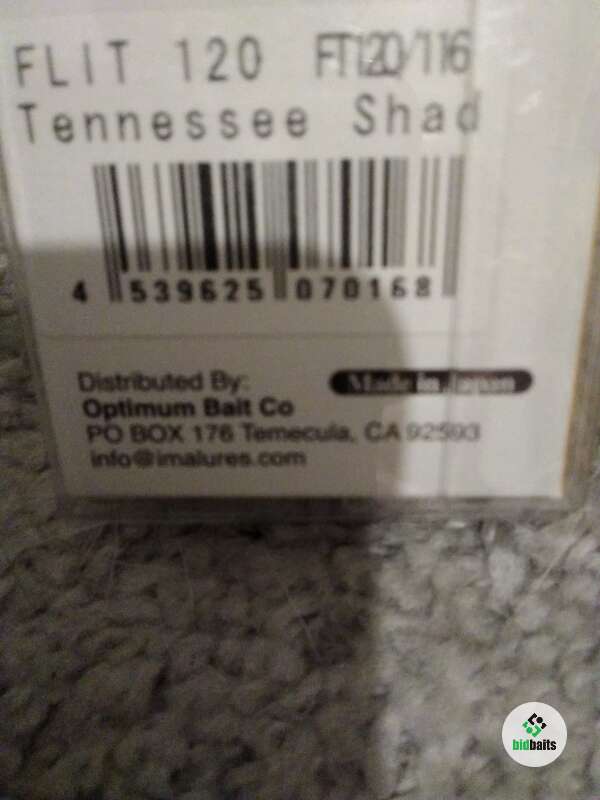 FLIT 120 FT120/116
Tennessee Shad
4 539625 070168
Distributed By:
Made in Japan
Optimum Bait Co
PO BOX 176 Temecula, CA 92593
info@imalures.com
bidbaits